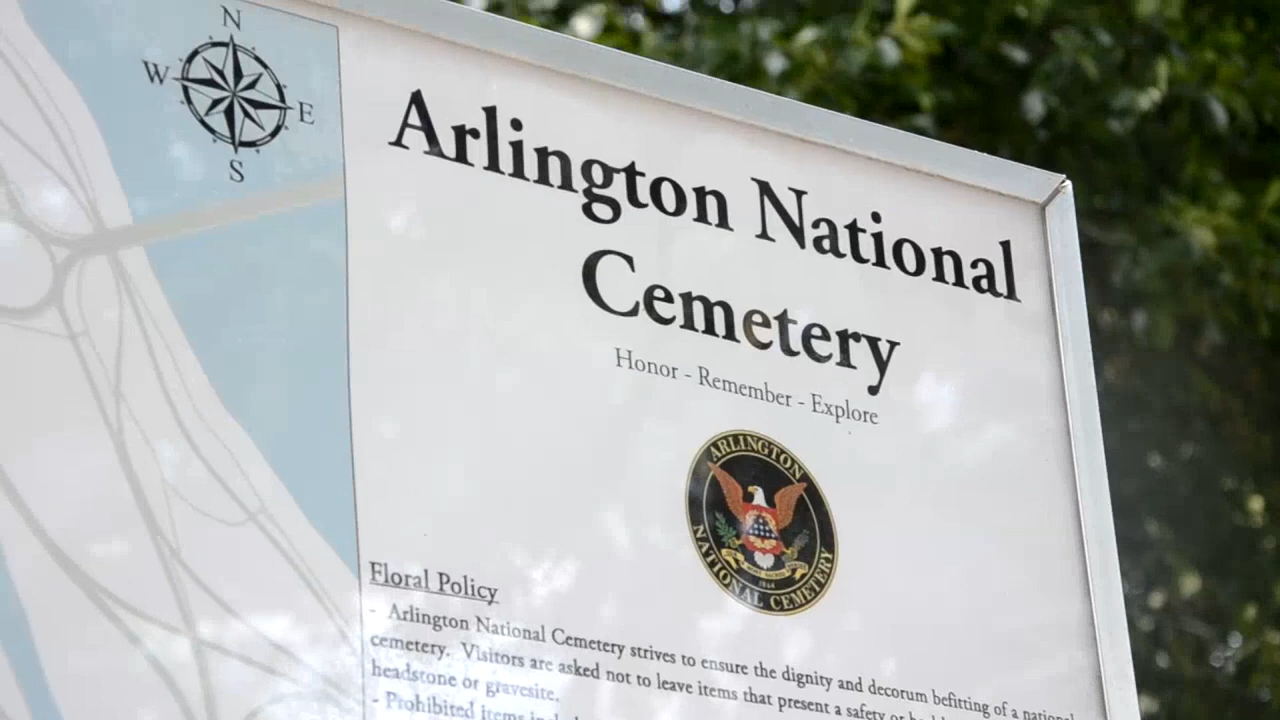 N
W
E
S
Arlington National
Cemetery
Honor - Remember - Explore
ARLINGTON
NATIONAL CEMETERY
1864
Floral Policy
- Arlington National Cemetery strives to ensure the dignity and decorum befitting of a national
cemetery. Visitors are asked not to leave items that present a safety or
headstone or gravesite.
- Prohibited items